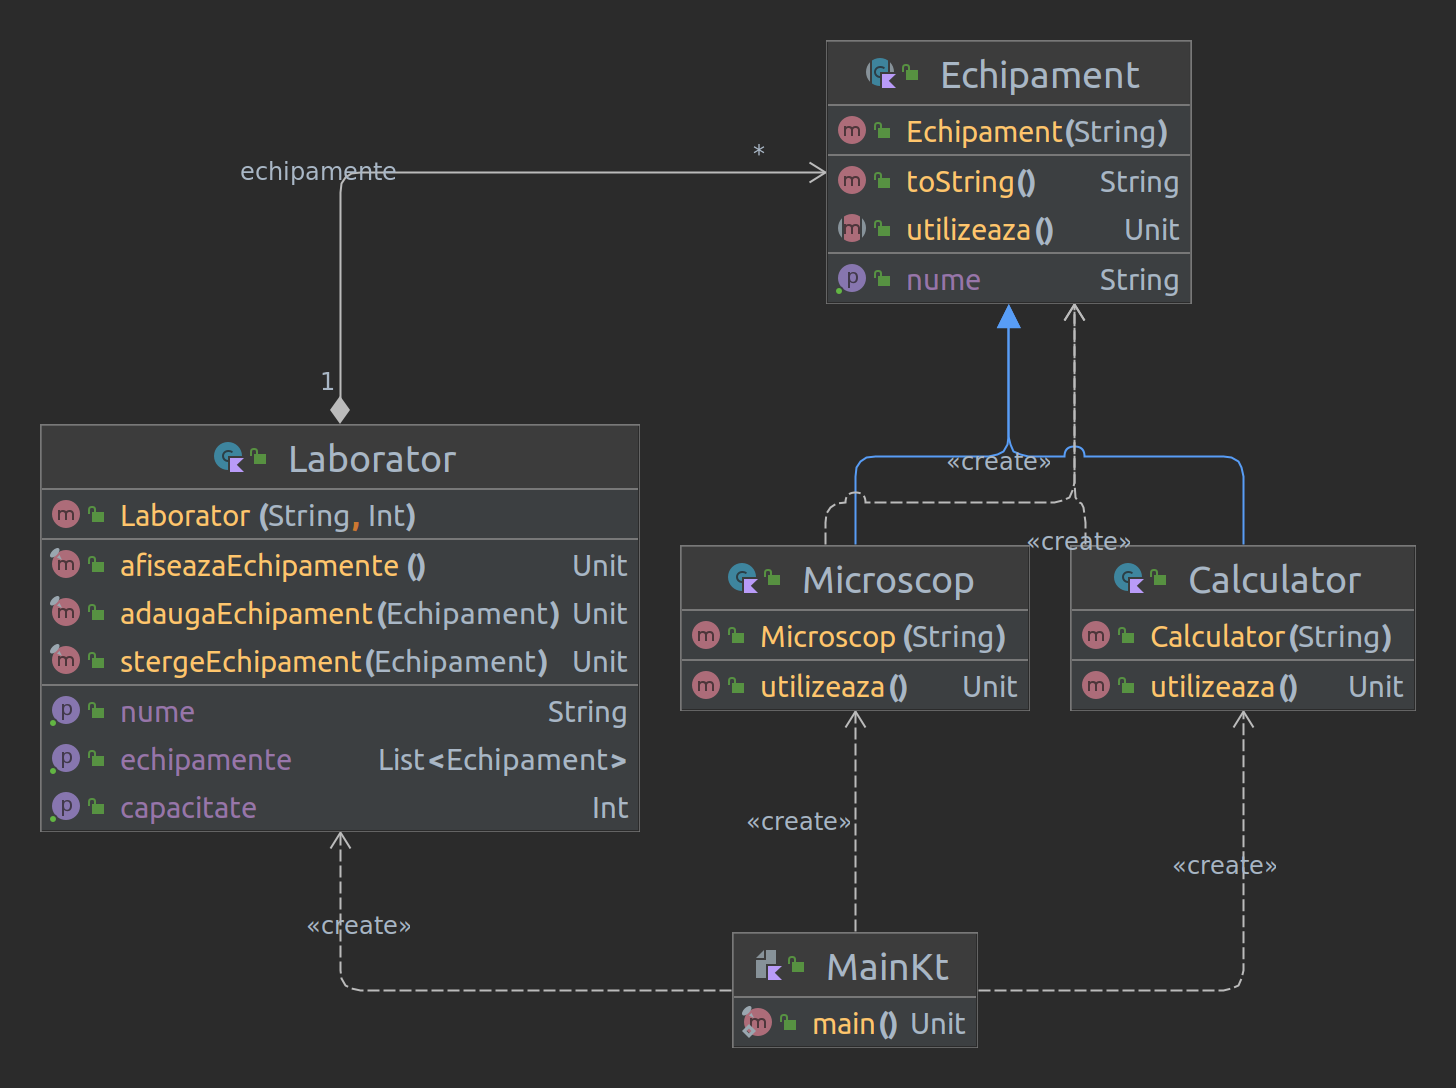 Echipament
Echipament(String)
toString() String
utilizeaza() Unit
nume String
echipamente
*
1
Laborator
Laborator (String, Int)
afiseazaEchipamente () Unit
adaugaEchipament(Echipament) Unit
stergeEchipament(Echipament) Unit
nume String
echipamente List<Echipament>
capacitate Int
«create»
«create»
Microscop
Microscop (String)
utilizeaza() Unit
Calculator
Calculator(String)
utilizeaza() Unit
«create»
«create»
«create»
MainKt
main() Unit